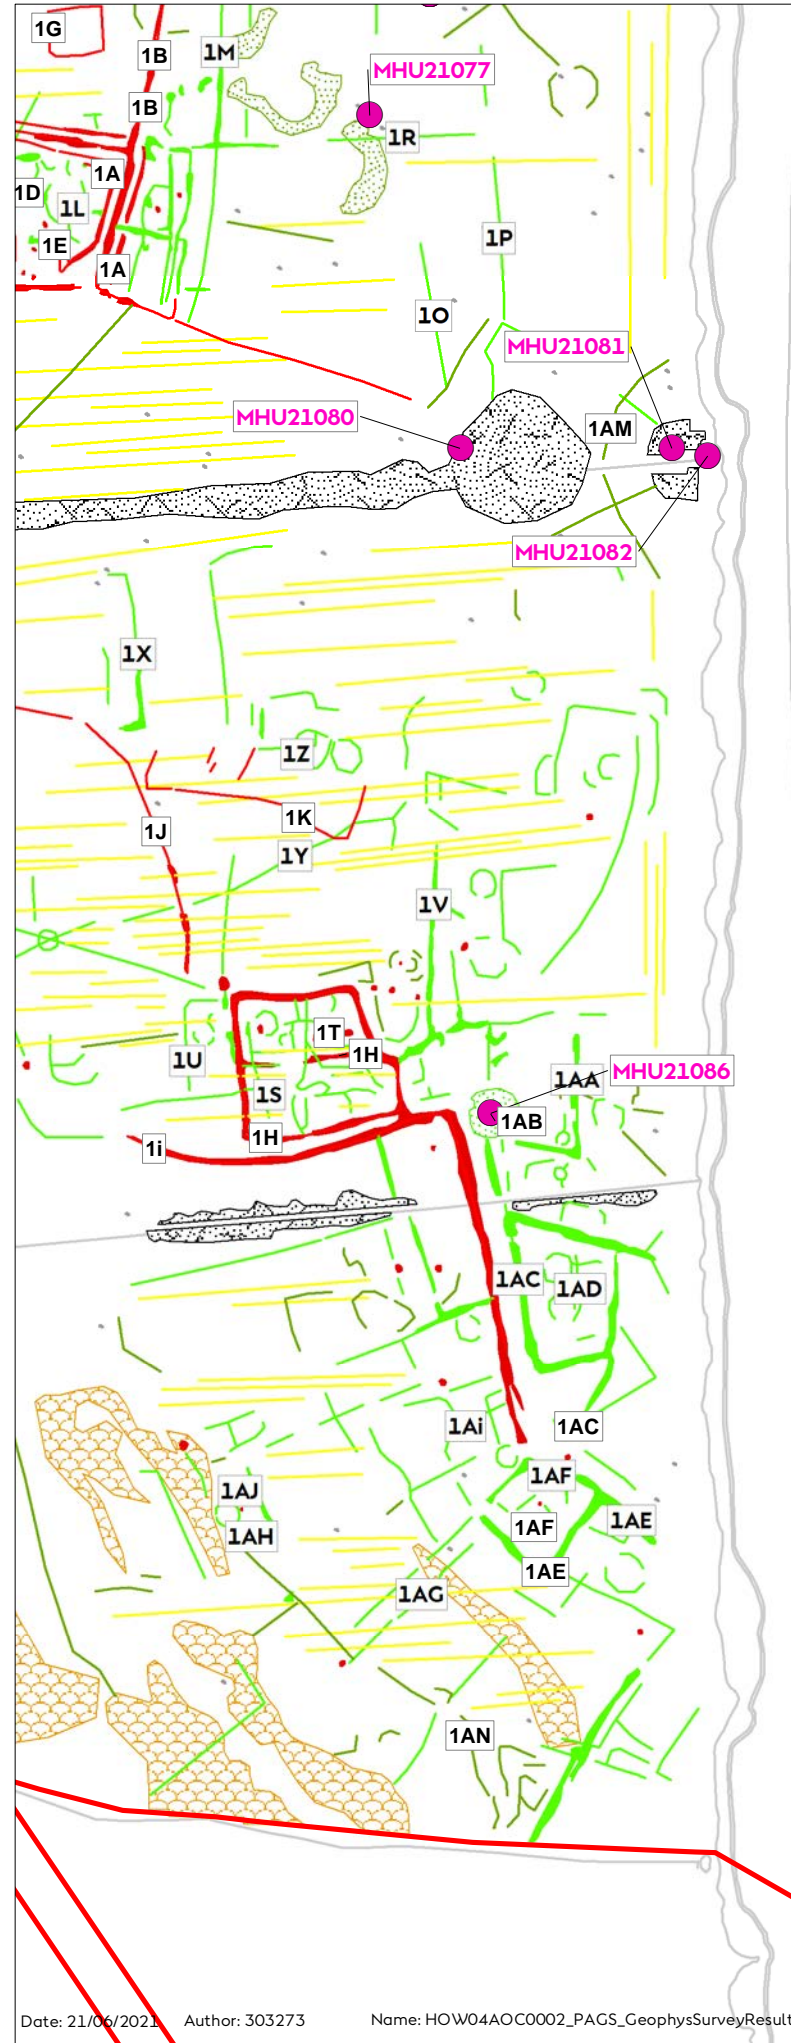 1G
1B
1M
MHU21077
1B
1R
1A
1D
1L
1E
1P
1A
1O
MHU21081
MHU21080
1AM
MHU21082
1X
1Z
1K
1J
1Y
1V
1T
1H
1U
1AA
MHU21086
1S
1AB
1H
1i
1AC
1AD
1Ai
1AC
1AF
1AJ
1AF
1AE
1AH
1AE
1AG
1AN
Date: 21/06/2021 Author: 303273 Name: HOW04AOC0002_PAGS_GeophysSurveyResult